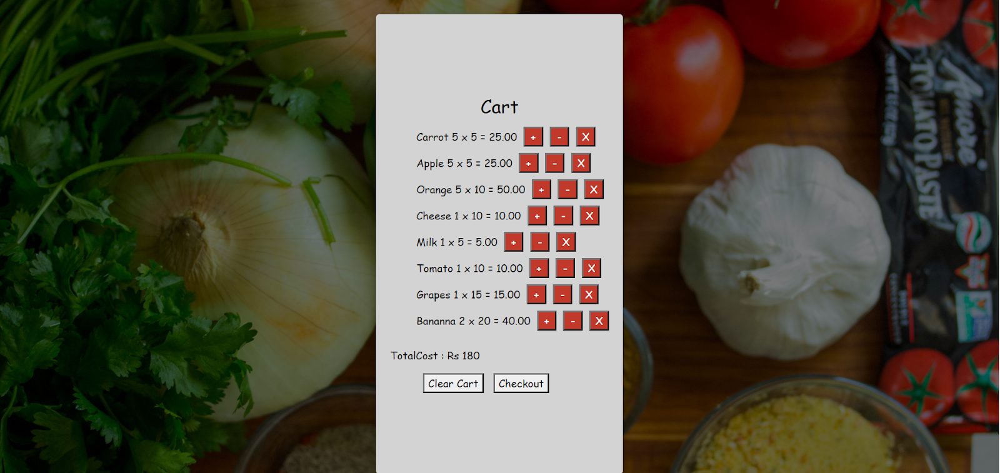 Cart
Carrot 5 x 5 = 25.00 + - X
Apple 5 x 5 = 25.00 + - X
Orange 5 x 10 = 50.00 + - X
Cheese 1 x 10 = 10.00 + - X
Milk 1 x 5 = 5.00 + - X
Tomato 1 x 10 = 10.00 + - X
Grapes 1 x 15 = 15.00 + - X
Bananna 2 x 20 = 40.00 + - X
TotalCost : Rs 180
Clear Cart Checkout
Amore
TOMATO PASTE